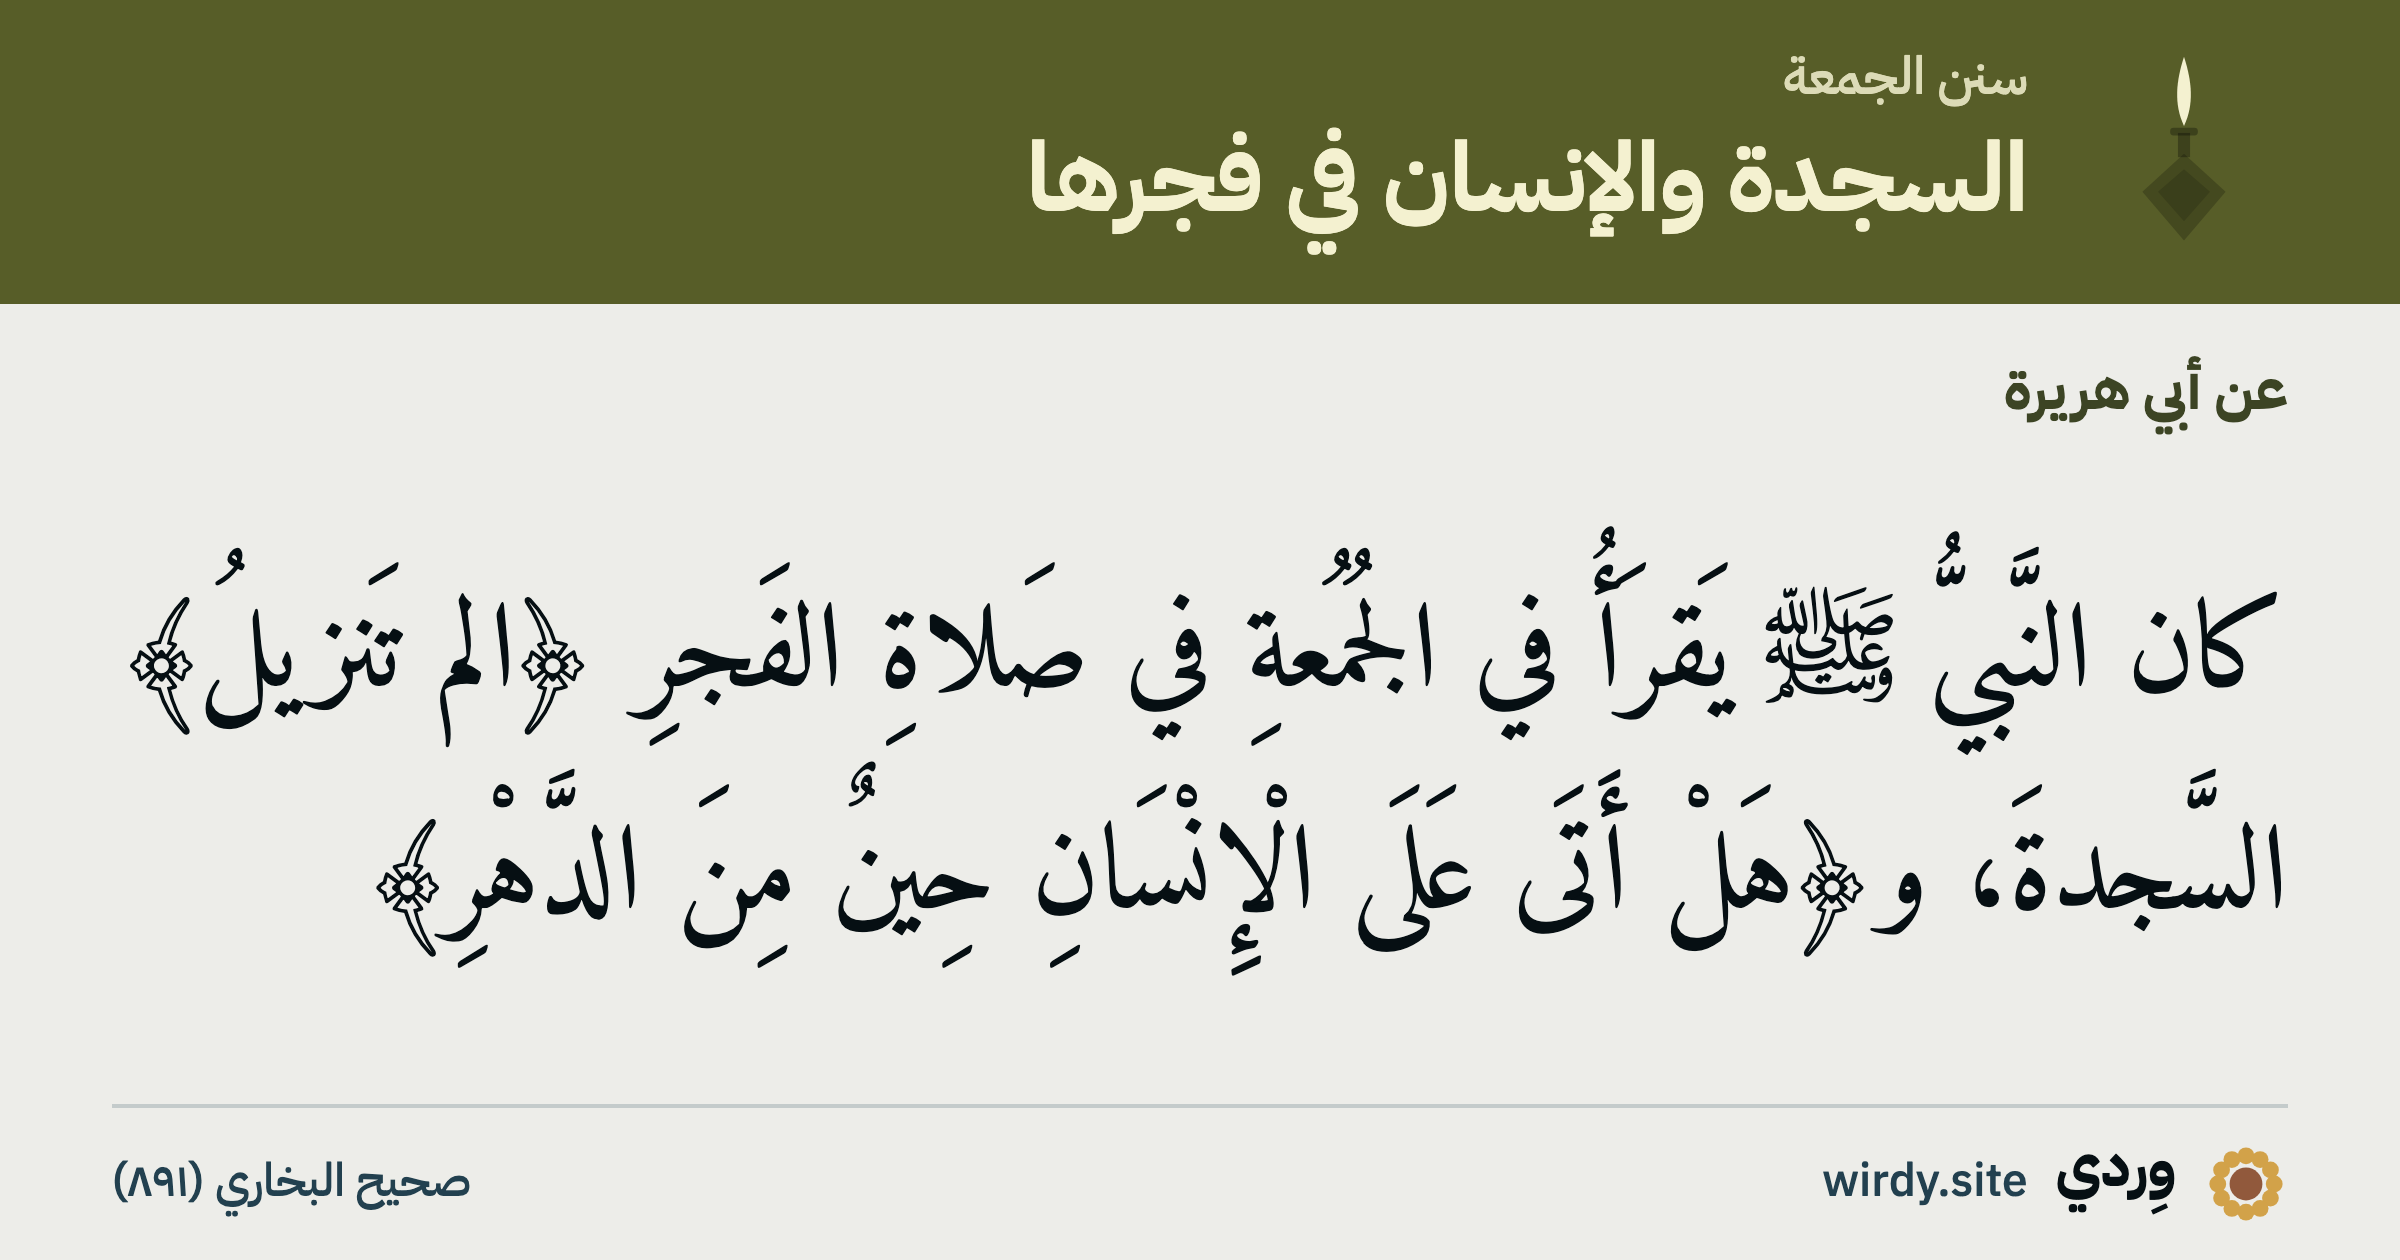 سنن الجمعة
السجدة والإنسان في فجرها
عن أبي هريرة
كان النَّبيُّ ﷺ يَقرَأُ في الجُمُعةِ في صَلاةِ الفَجرِ ﴿الم تَنزيلُ﴾
السَّجدةَ، و﴿هَلْ أَتَى عَلَى الْإِنْسَانِ حِينٌ مِنَ الدَّهْرِ﴾
وِردي wirdy.site
صحيح البخاري (٨٩١)